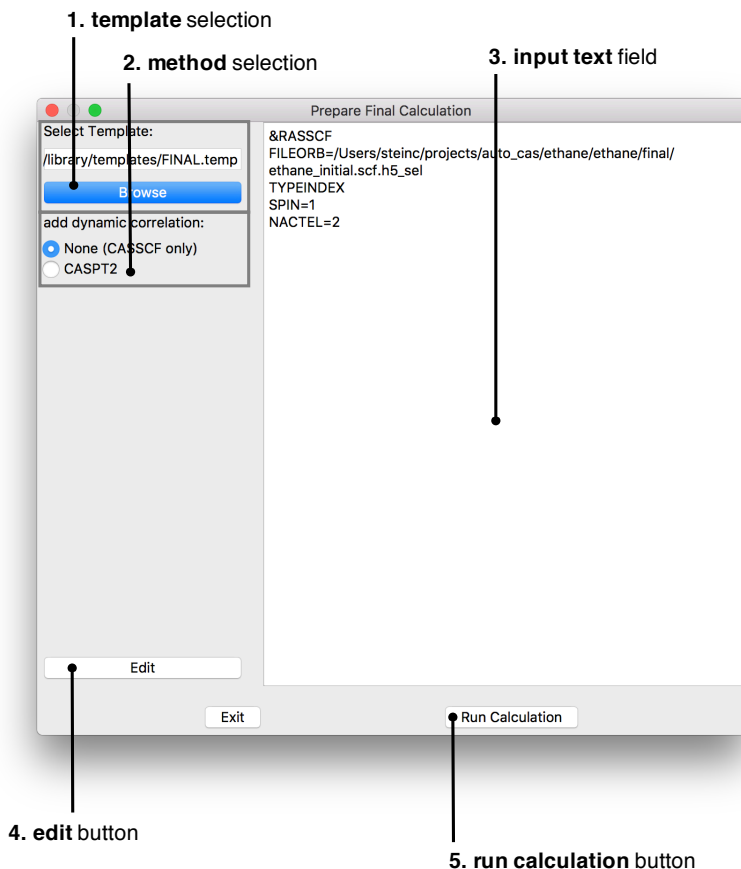 1. template selection
2. method selection
3. input text field
Prepare Final Calculation
Select Template:
/library/templates/FINAL.temp
Browse
add dynamic correlation:
None (CASSCF only)
CASPT2
&RASSCF
FILEORB=/Users/steinc/projects/auto_cas/ethane/ethane/final/
ethane_initial.scf.h5_sel
TYPEINDEX
SPIN=1
NACTEL=2
Edit
Exit
Run Calculation
4. edit button
5. run calculation button